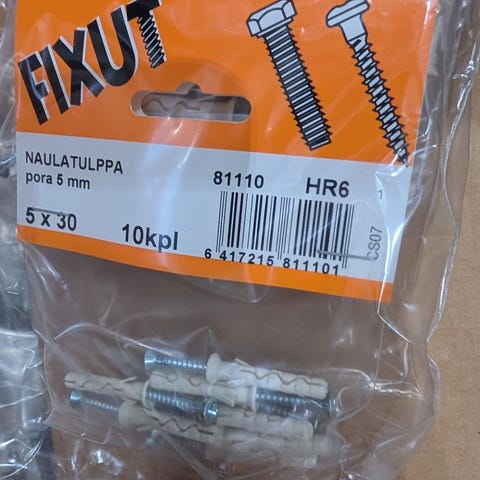 FIXUT
NAULATULPPA
pora 5 mm
81110 HR6
5 x 30 10kpl
6 417215 811101
CS07